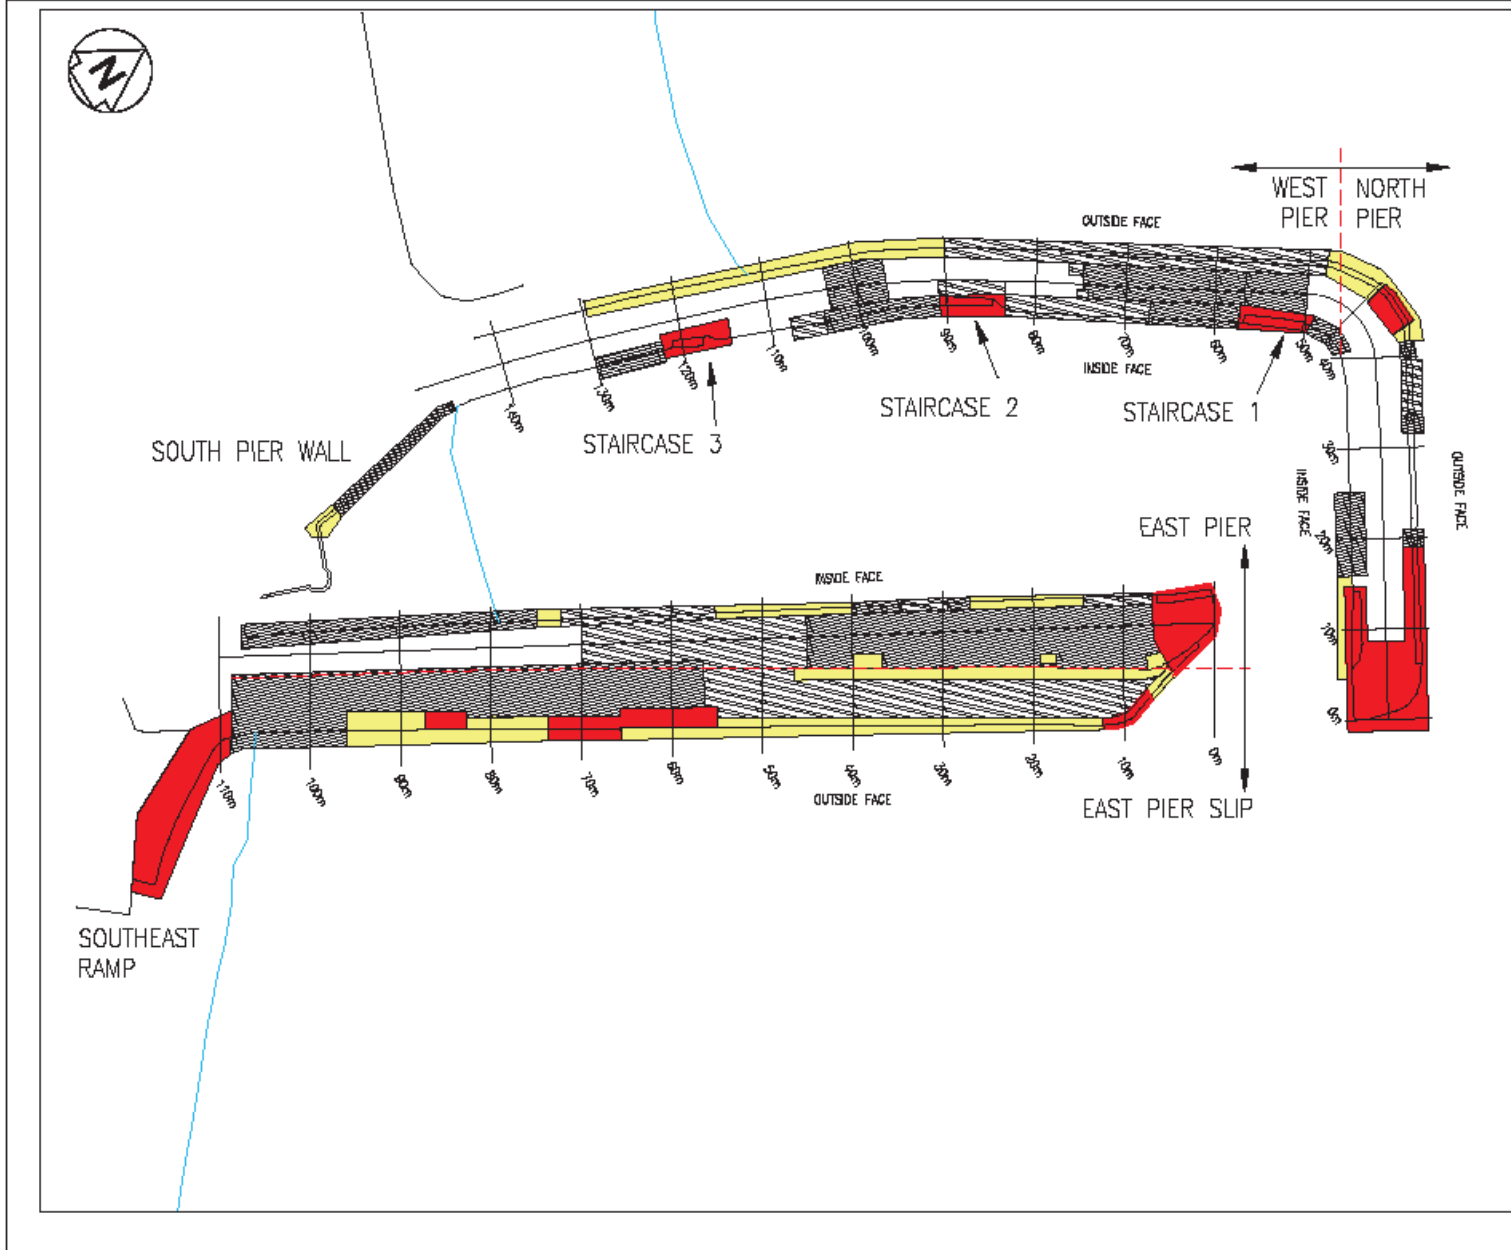 N
WEST NORTH
PIER PIER
OUTSIDE FACE
INSIDE FACE
40m
50m
60m
70m
80m
90m
100m
110m
120m
130m
140m
STAIRCASE 1
STAIRCASE 2
STAIRCASE 3
SOUTH PIER WALL
30m
20m
10m
0m
INSIDE FACE
OUTSIDE FACE
EAST PIER
INSIDE FACE
110m
100m
90m
80m
70m
60m
50m
40m
30m
20m
10m
0m
OUTSIDE FACE
EAST PIER SLIP
SOUTHEAST
RAMP